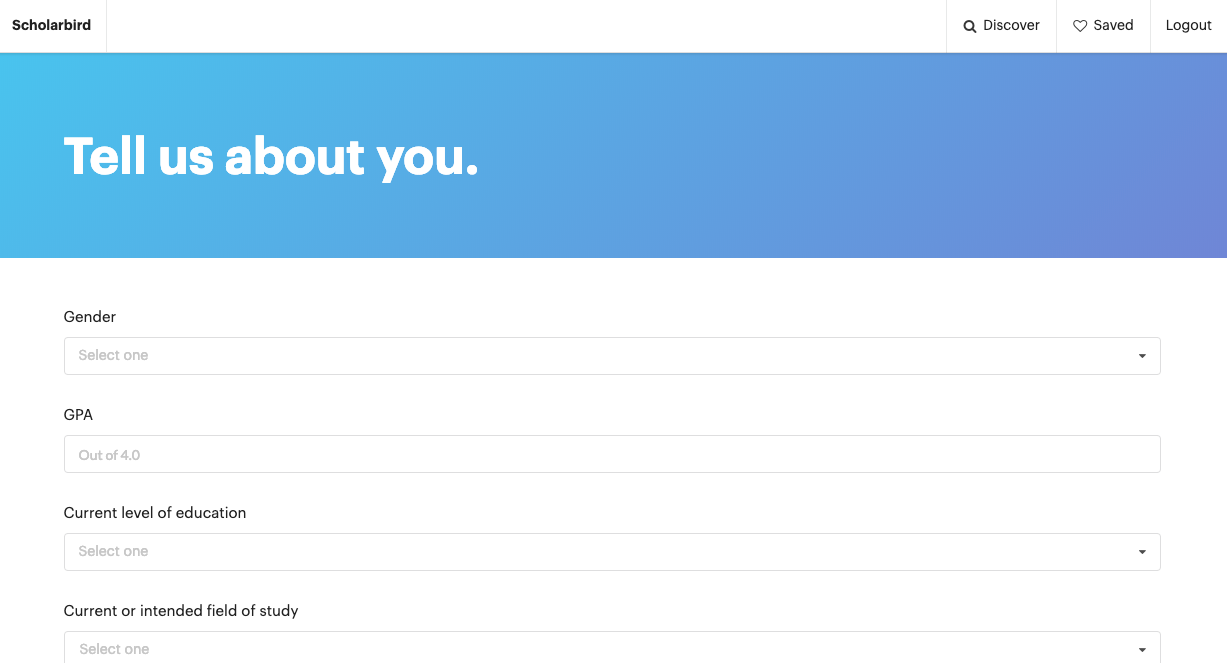 Scholarbird
Discover
Saved
Logout
Tell us about you.
Gender
Select one
GPA
Out of 4.0
Current level of education
Select one
Current or intended field of study
Select one